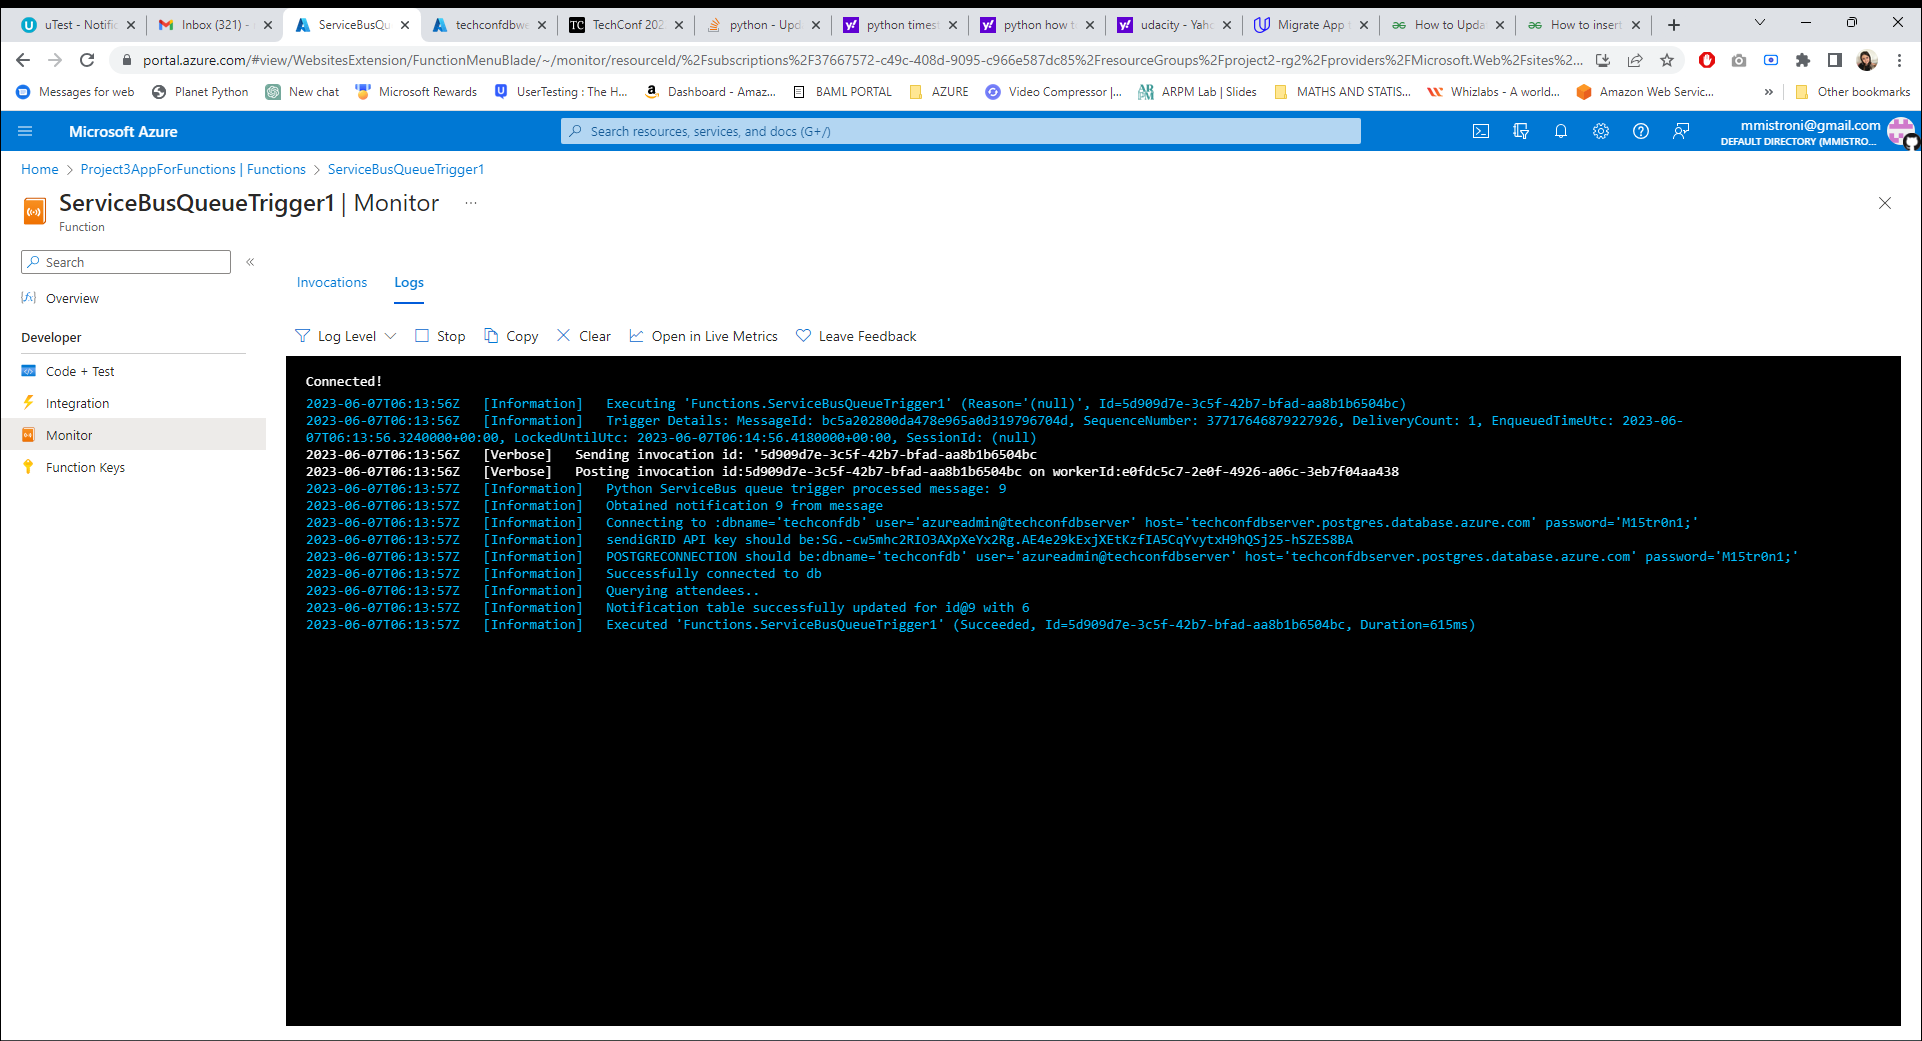 uTest - Notific
Inbox (321) -
ServiceBusQu
techconfdbwe
TechConf 202
python - Upd
python timest
python how t
udacity - Yah
Migrate App
How to Upda
How to insert
portal.azure.com/#view/WebsitesExtension/FunctionMenuBlade/~/monitor/resourceId/%2Fsubscriptions%2F37667572-c49c-408d-9095-c966e587dc85%2FresourceGroups%2Fproject2-rg2%2Fproviders%2FMicrosoft.Web%2Fsites%2...
Messages for web
Planet Python
New chat
Microsoft Rewards
UserTesting : The H...
Dashboard - Amaz...
BAML PORTAL
AZURE
Video Compressor |...
ARPM Lab | Slides
MATHS AND STATIS...
Whizlabs - A world...
Amazon Web Servic...
»
Other bookmarks
Microsoft Azure
Search resources, services, and docs (G+/)
mmistroni@gmail.com
DEFAULT DIRECTORY (MMISTRO...
Home > Project3AppForFunctions | Functions > ServiceBusQueueTrigger1
ServiceBusQueueTrigger1 | Monitor ...
Function
Search
«
Overview
Developer
Code + Test
Integration
Monitor
Function Keys
Invocations Logs
Log Level Stop Copy Clear Open in Live Metrics Leave Feedback
Connected!
2023-06-07T06:13:56Z [Information] Executing 'Functions.ServiceBusQueueTrigger1' (Reason='(null)', Id=5d909d7e-3c5f-42b7-bfad-aa8b1b6504bc)
2023-06-07T06:13:56Z [Information] Trigger Details: MessageId: bc5a202800da478e965a0d319796704d, SequenceNumber: 37717646879227926, DeliveryCount: 1, EnqueuedTimeUtc: 2023-06-
07T06:13:56.3240000+00:00, LockedUntilUtc: 2023-06-07T06:14:56.4180000+00:00, SessionId: (null)
2023-06-07T06:13:56Z [Verbose] Sending invocation id: '5d909d7e-3c5f-42b7-bfad-aa8b1b6504bc
2023-06-07T06:13:56Z [Verbose] Posting invocation id:5d909d7e-3c5f-42b7-bfad-aa8b1b6504bc on workerId:e0fdc5c7-2e0f-4926-a06c-3eb7f04aa438
2023-06-07T06:13:57Z [Information] Python ServiceBus queue trigger processed message: 9
2023-06-07T06:13:57Z [Information] Obtained notification 9 from message
2023-06-07T06:13:57Z [Information] Connecting to :dbname='techconfdb' user='azureadmin@techconfdbserver' host='techconfdbserver.postgres.database.azure.com' password='M15tr0n1;'
2023-06-07T06:13:57Z [Information] sendiGRID API key should be: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
2023-06-07T06:13:57Z [Information] POSTGRECONNECTION should be:dbname='techconfdb' user='azureadmin@techconfdbserver' host='techconfdbserver.postgres.database.azure.com' password='M15tr0n1;'
2023-06-07T06:13:57Z [Information] Successfully connected to db
2023-06-07T06:13:57Z [Information] Querying attendees..
2023-06-07T06:13:57Z [Information] Notification table successfully updated for id@9 with 6
2023-06-07T06:13:57Z [Information] Executed 'Functions.ServiceBusQueueTrigger1' (Succeeded, Id=5d909d7e-3c5f-42b7-bfad-aa8b1b6504bc, Duration=615ms)